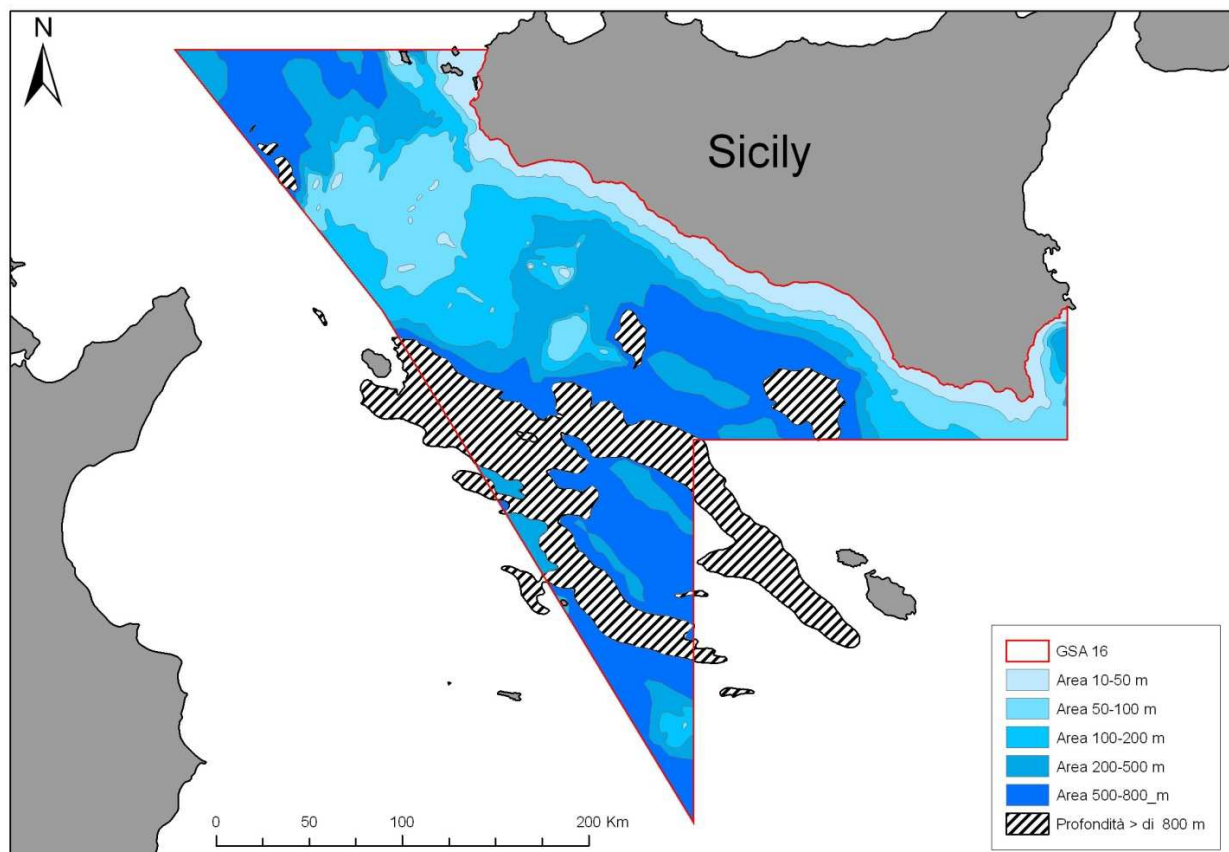 N
Sicily
GSA 16
Area 10-50 m
Area 50-100 m
Area 100-200 m
Area 200-500 m
Area 500-800_m
Profondità > di 800 m
0 50 100 200 Km